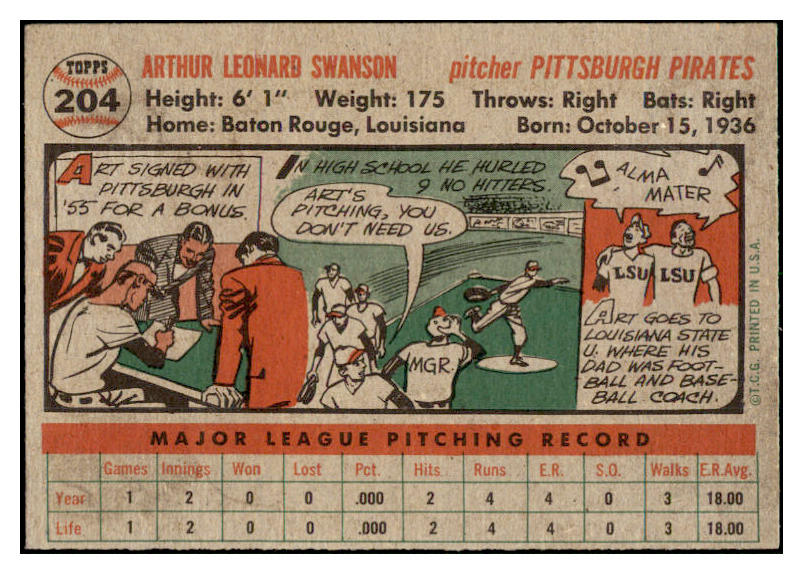 TOPPS
204
ARTHUR LEONARD SWANSON pitcher PITTSBURGH PIRATES
Height: 6' 1" Weight: 175 Throws: Right Bats: Right
Home: Baton Rouge, Louisiana Born: October 15, 1936
ART SIGNED WITH
PITTSBURGH IN
'55 FOR A BONUS.
IN HIGH SCHOOL HE HURLED
9 NO HITTERS.
ART'S
PITCHING, YOU
DON'T NEED US.
MGR.
ALMA
MATER
LSU LSU
ART GOES TO
LOUISIANA STATE
U. WHERE HIS
DAD WAS FOOT-
BALL AND BASE-
BALL COACH.
©T.C.G. PRINTED IN U.S.A.
MAJOR LEAGUE PITCHING RECORD
Games Innings Won Lost Pct. Hits Runs E.R. S.O. Walks E.R.Avg.
Year 1 2 0 0 .000 2 4 4 0 3 18.00
Life 1 2 0 0 .000 2 4 4 0 3 18.00